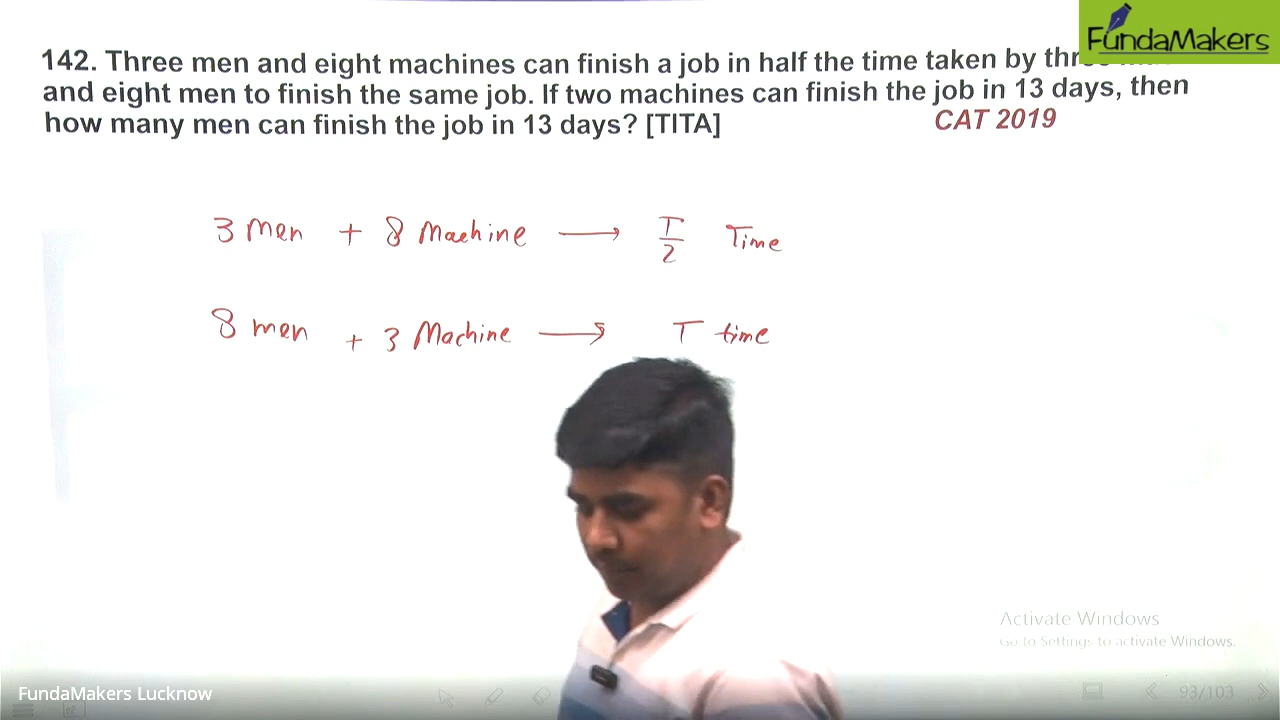 FundaMakers
142. Three men and eight machines can finish a job in half the time taken by three
and eight men to finish the same job. If two machines can finish the job in 13 days, then
how many men can finish the job in 13 days? [TITA]
CAT 2019
3 men + 8 Machine → T/2 Time
8 men + 3 Machine → T time
Activate Windows
Go to Settings to activate Windows.
FundaMakers Lucknow
93/103